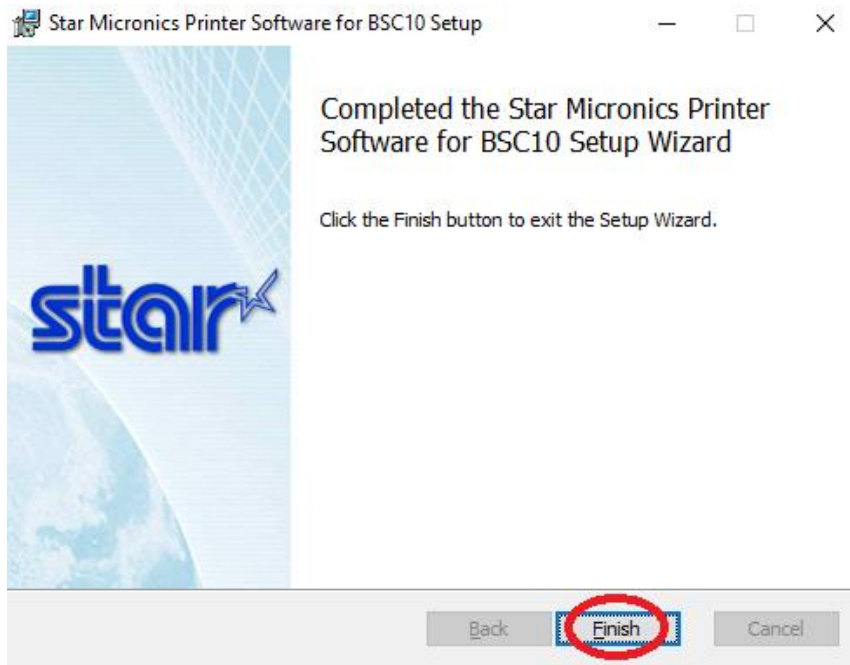 Star Micronics Printer Software for BSC10 Setup
Completed the Star Micronics Printer
Software for BSC10 Setup Wizard
Click the Finish button to exit the Setup Wizard.
star
Back Finish Cancel